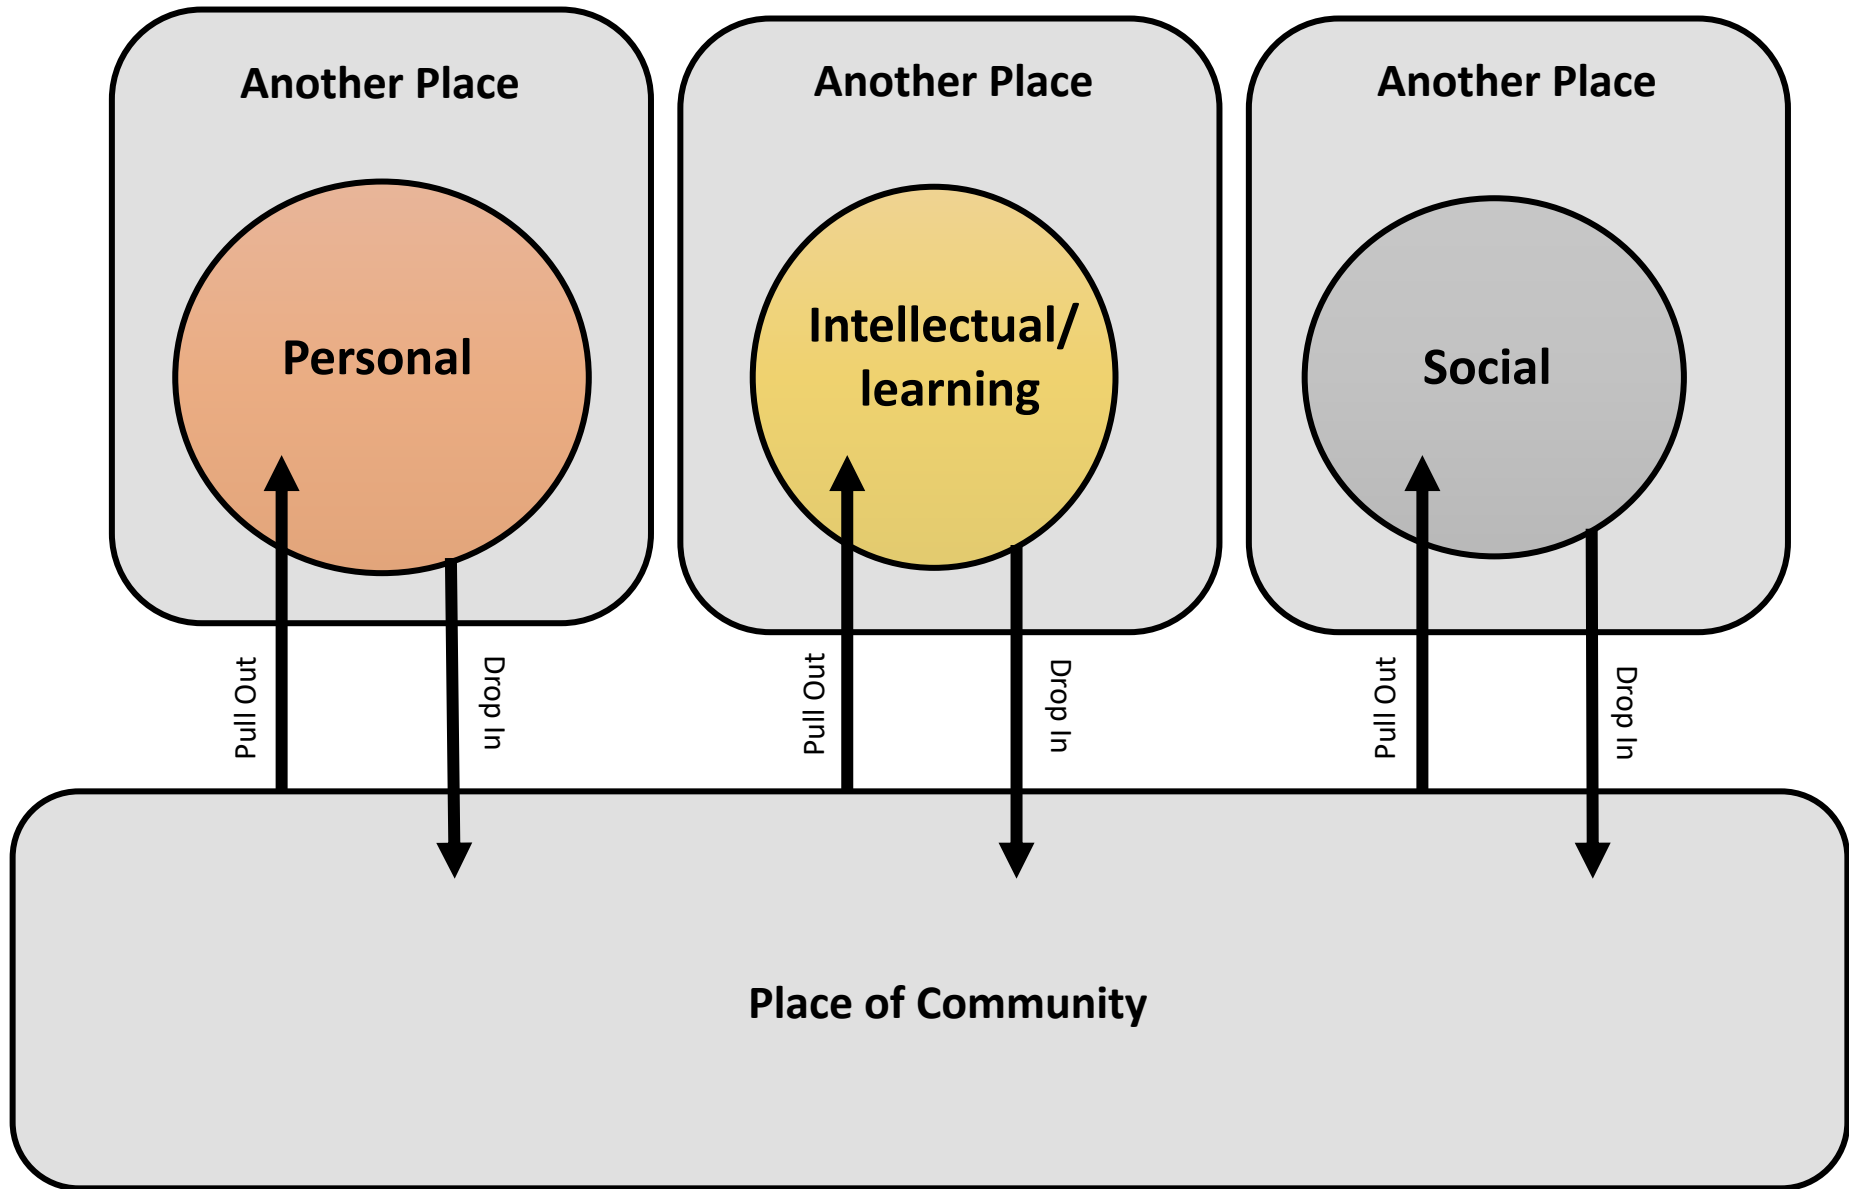 Another Place
Another Place
Another Place
Personal
Intellectual/
learning
Social
Pull Out
Drop In
Pull Out
Drop In
Pull Out
Drop In
Place of Community